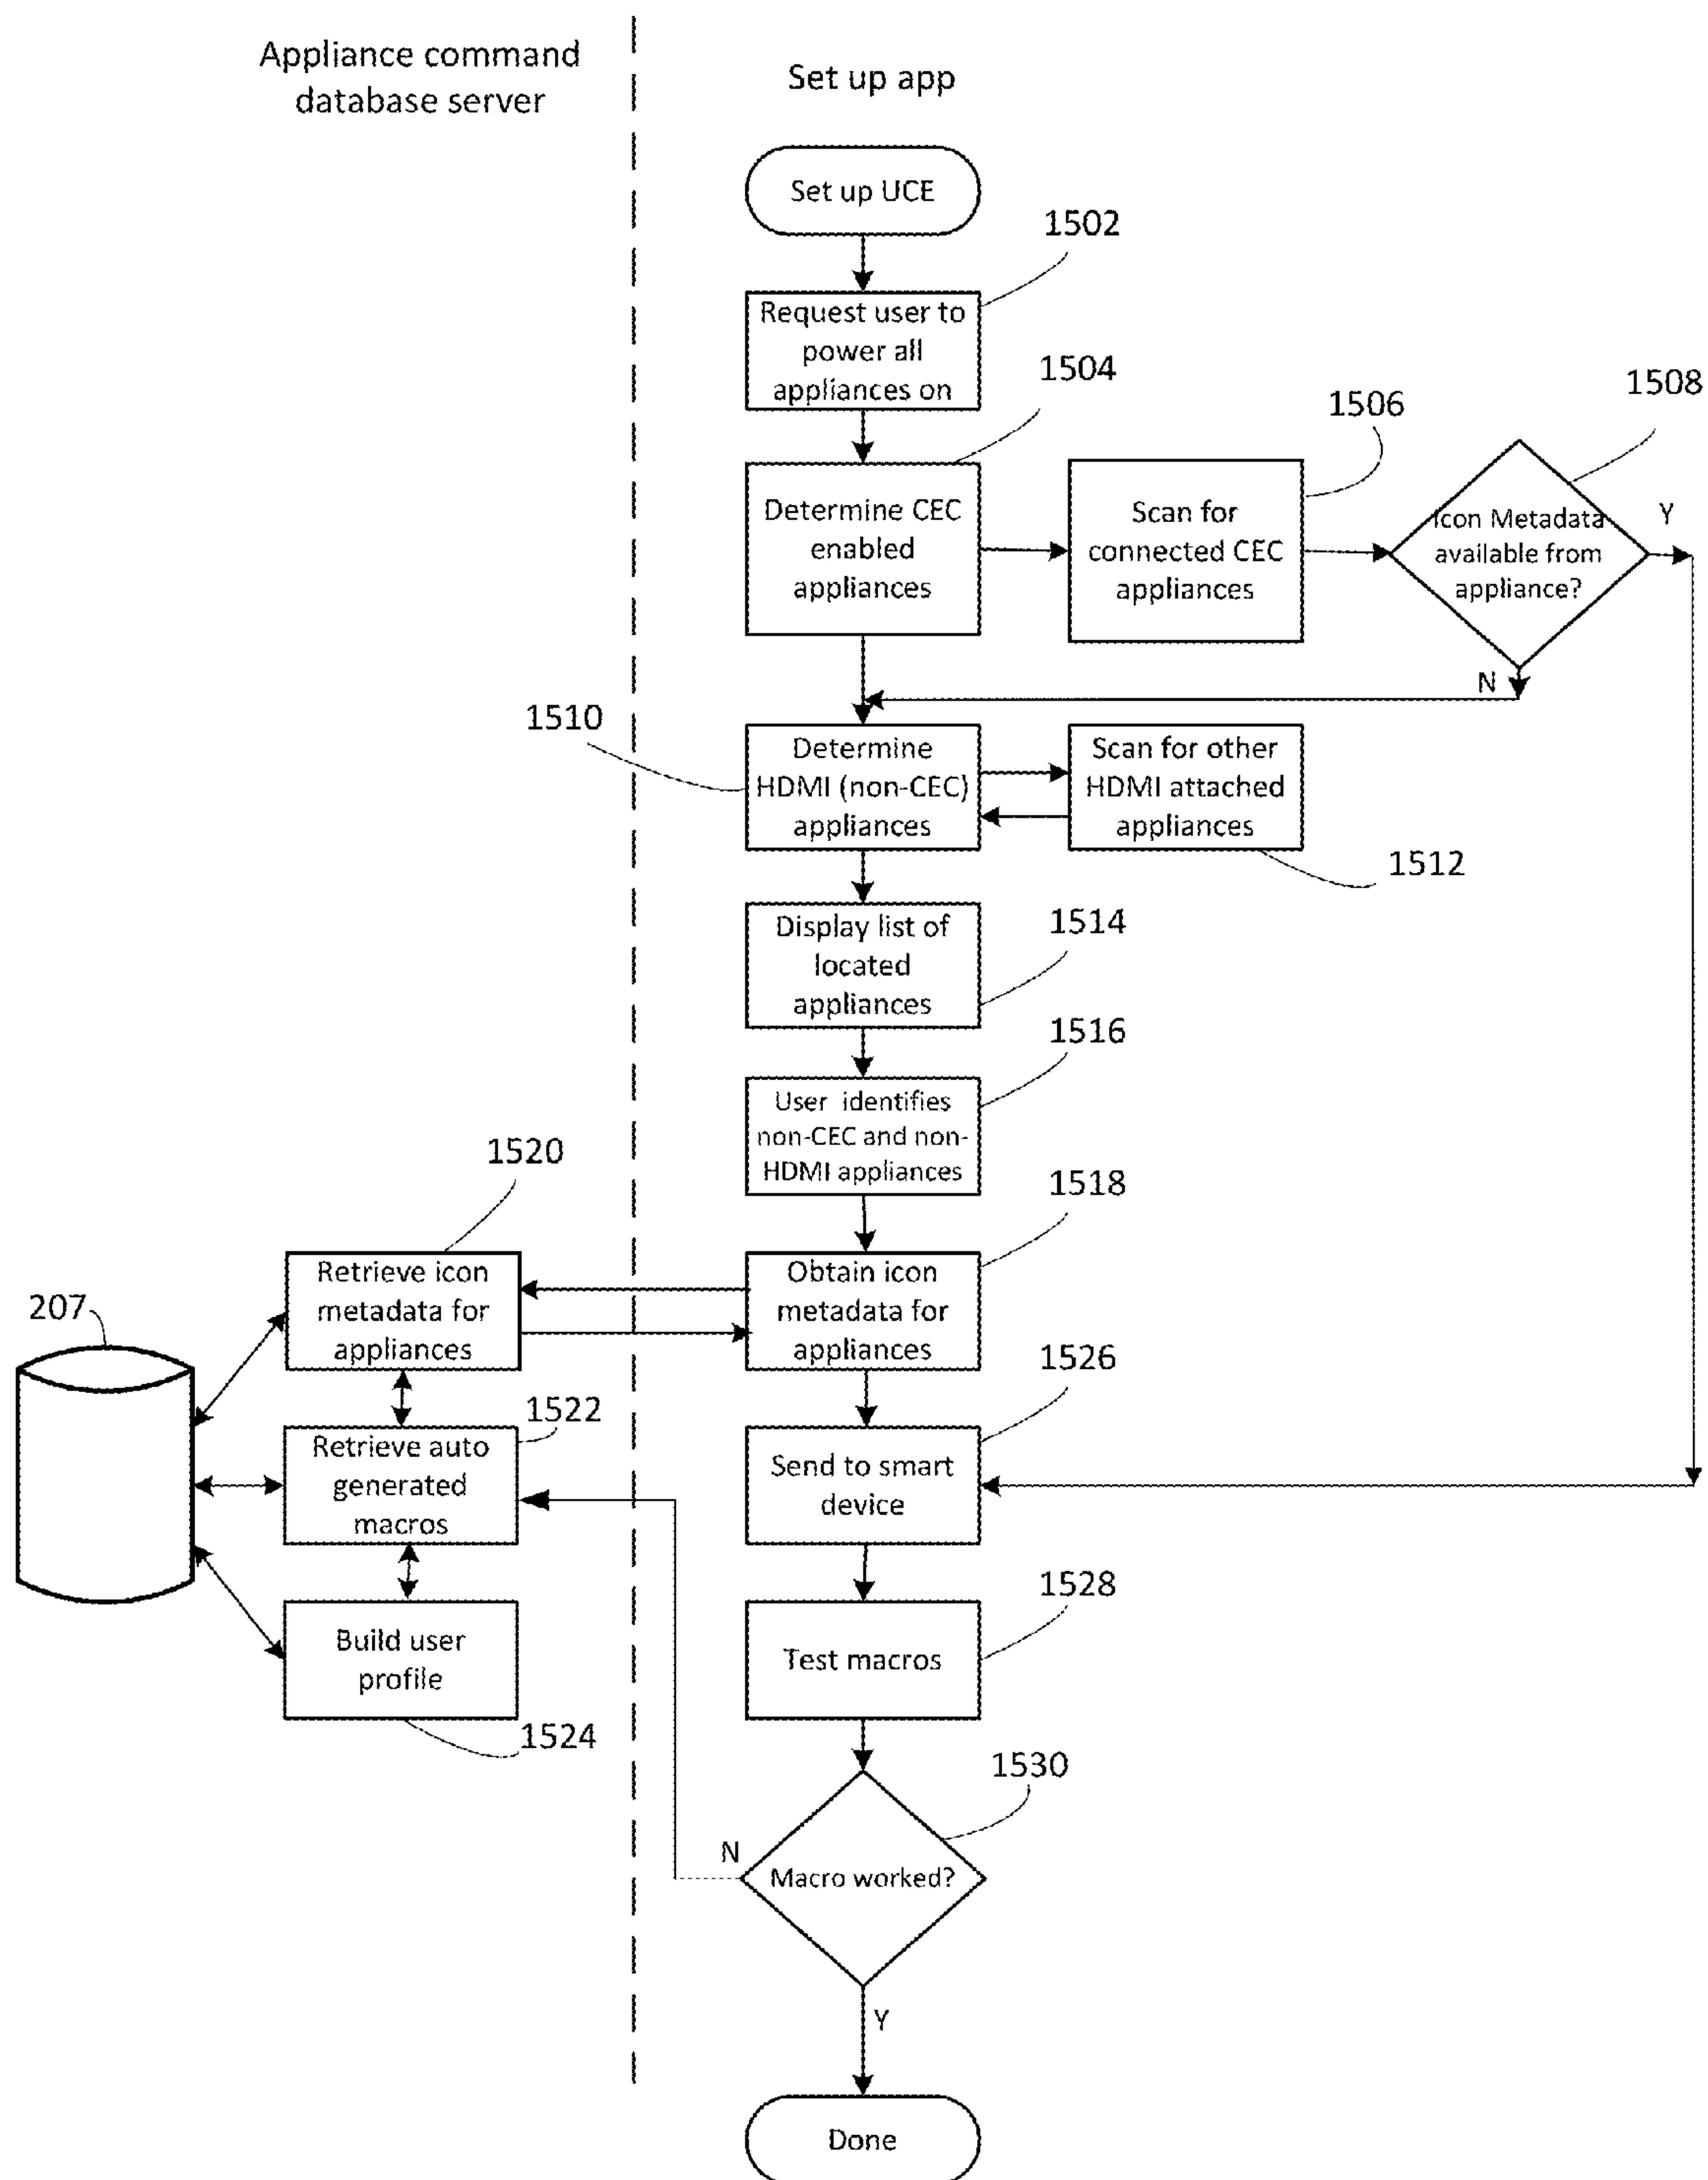 Appliance command
database server
Set up app
Set up UCE
1502
Request user to
power all
appliances on
1504
1506
1508
Determine CEC
enabled
appliances
Scan for
connected CEC
appliances
Icon Metadata
available from
appliance?
Y
N
1510
Determine
HDMI (non-CEC)
appliances
Scan for other
HDMI attached
appliances
1512
Display list of
located
appliances
1514
1516
User identifies
non-CEC and non-
HDMI appliances
1520
1518
207
Retrieve icon
metadata for
appliances
Obtain icon
metadata for
appliances
1526
1522
Retrieve auto
generated
macros
Send to smart
device
1528
Build user
profile
Test macros
1524
1530
N
Macro worked?
Y
Done